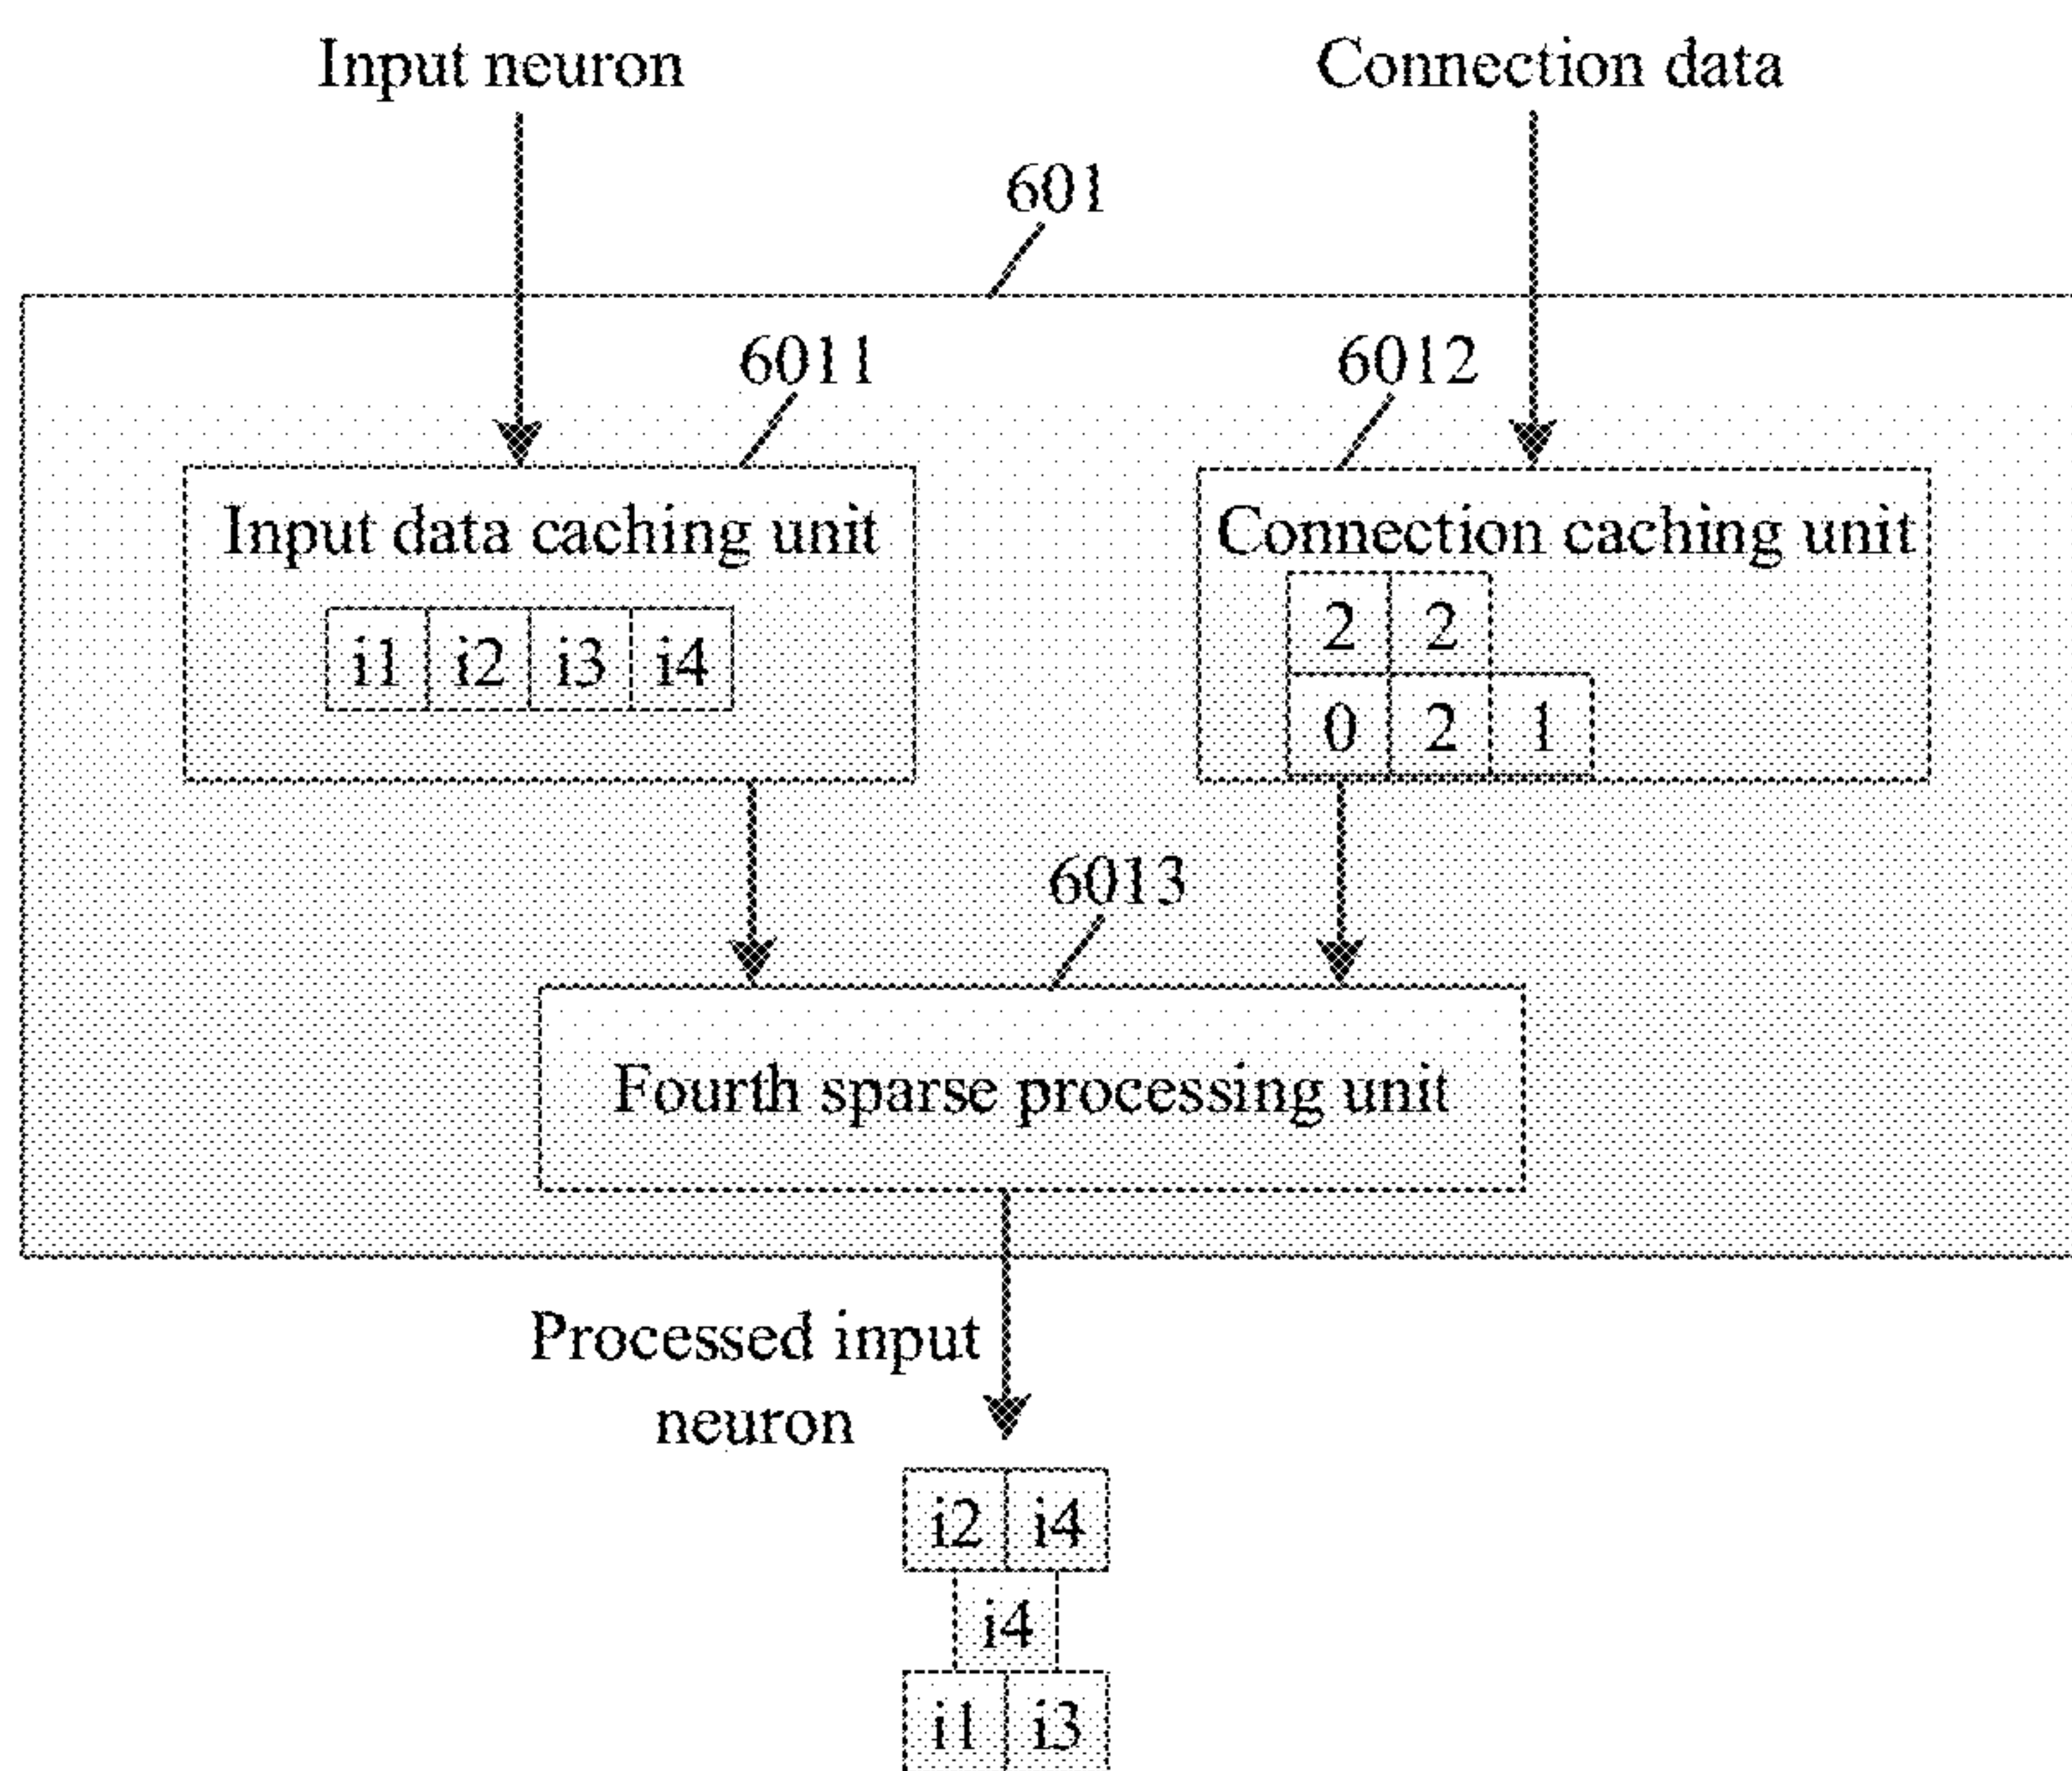 Input neuron Connection data
601
6011 6012
Input data caching unit Connection caching unit
2 2
i1 i2 i3 i4
0 2 1
6013
Fourth sparse processing unit
Processed input
neuron
i2 i4
i4
i1 i3